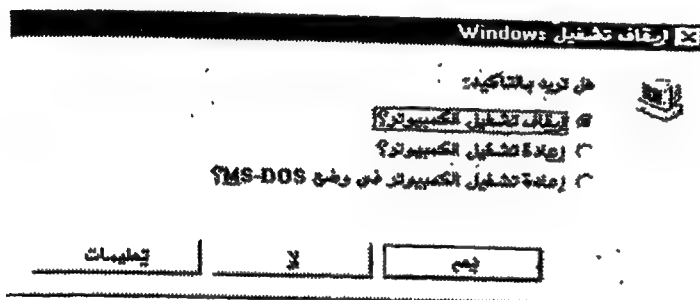 إيقاف تشغيل Windows
هل تريد بالتأكيد:
إيقاف تشغيل الكمبيوتر؟
إعادة تشغيل الكمبيوتر؟
إعادة تشغيل الكمبيوتر في وضع MS-DOS؟
نعم لا تعليمات